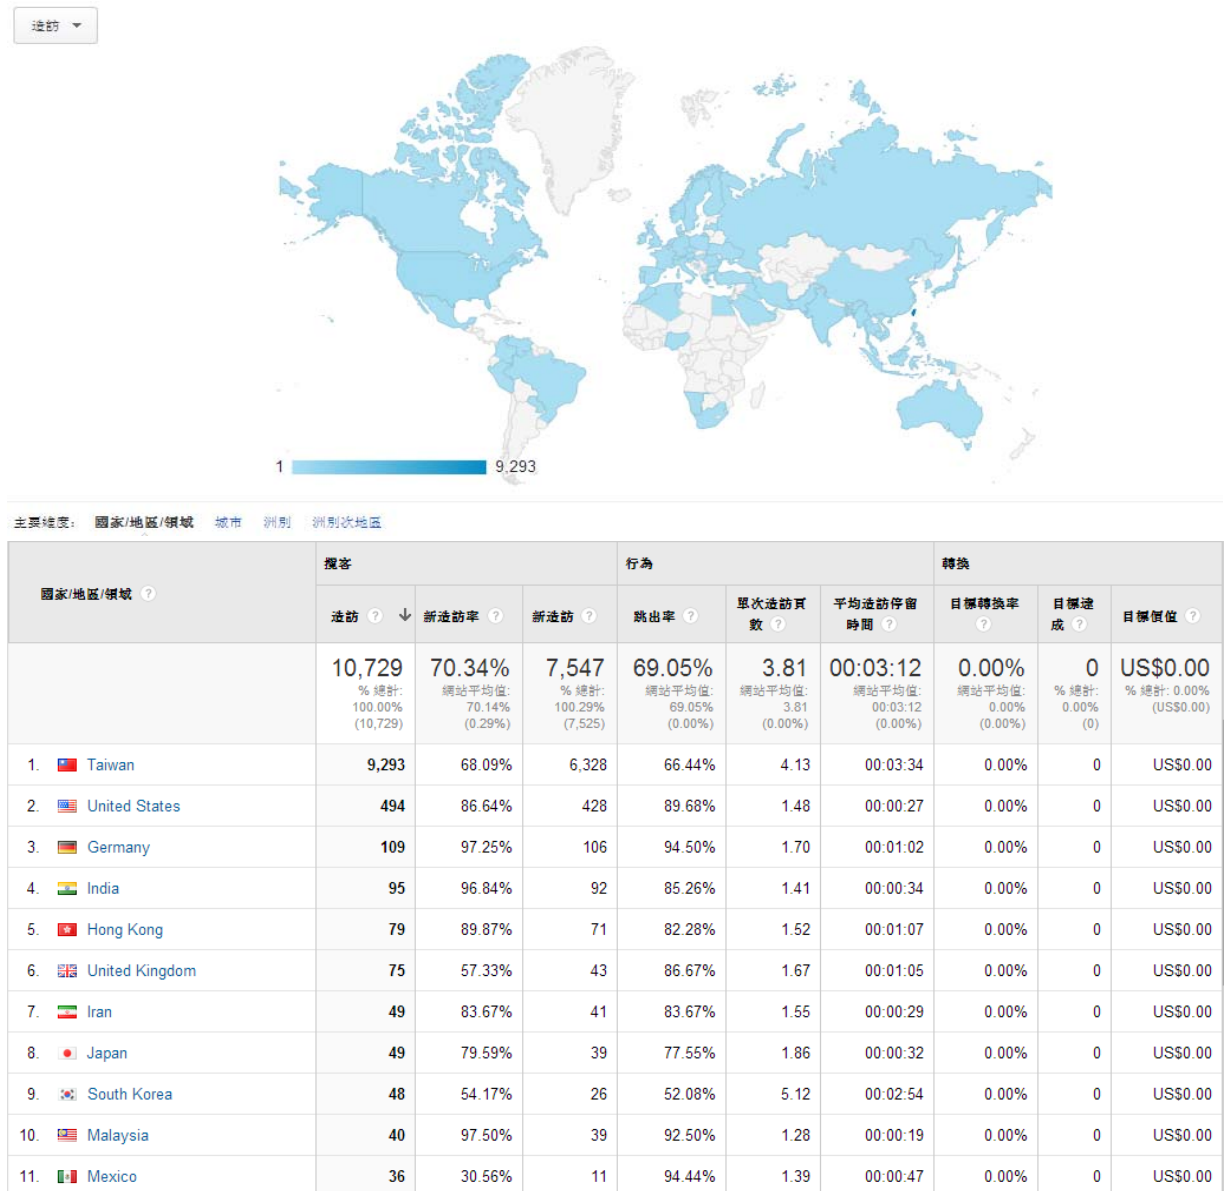 造訪
1 9,293
主要維度： 國家/地區/領域 城市 洲別 洲別次地區
國家/地區/領域 ?
獲客 行為 轉換
造訪 ? 新造訪率 ? 新造訪 ? 跳出率 ? 單次造訪頁數 ? 平均造訪停留時間 ? 目標轉換率 ? 目標達成 ? 目標價值 ?
10,729 70.34% 7,547 69.05% 3.81 00:03:12 0.00% 0 US$0.00
% 總計: 網站平均值: % 總計: 網站平均值: 網站平均值: 網站平均值: 網站平均值: % 總計: % 總計: 0.00%
100.00% 70.14% 100.29% 69.05% 3.81 00:03:12 0.00% 0.00% (US$0.00)
(10,729) (0.29%) (7,525) (0.00%) (0.00%) (0.00%) (0.00%) (0)
1. Taiwan 9,293 68.09% 6,328 66.44% 4.13 00:03:34 0.00% 0 US$0.00
2. United States 494 86.64% 428 89.68% 1.48 00:00:27 0.00% 0 US$0.00
3. Germany 109 97.25% 106 94.50% 1.70 00:01:02 0.00% 0 US$0.00
4. India 95 96.84% 92 85.26% 1.41 00:00:34 0.00% 0 US$0.00
5. Hong Kong 79 89.87% 71 82.28% 1.52 00:01:07 0.00% 0 US$0.00
6. United Kingdom 75 57.33% 43 86.67% 1.67 00:01:05 0.00% 0 US$0.00
7. Iran 49 83.67% 41 83.67% 1.55 00:00:29 0.00% 0 US$0.00
8. Japan 49 79.59% 39 77.55% 1.86 00:00:32 0.00% 0 US$0.00
9. South Korea 48 54.17% 26 52.08% 5.12 00:02:54 0.00% 0 US$0.00
10. Malaysia 40 97.50% 39 92.50% 1.28 00:00:19 0.00% 0 US$0.00
11. Mexico 36 30.56% 11 94.44% 1.39 00:00:47 0.00% 0 US$0.00